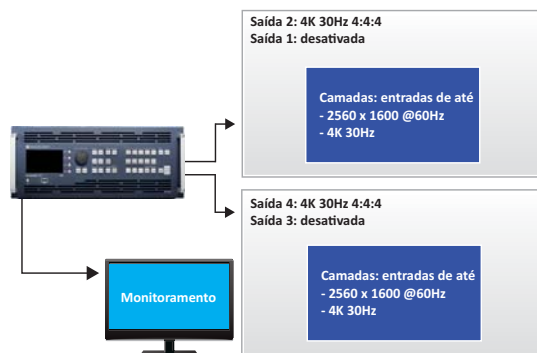 Saída 2: 4K 30Hz 4:4:4
Saída 1: desativada
Camadas: entradas de até
- 2560 x 1600 @60Hz
- 4K 30Hz
Saída 4: 4K 30Hz 4:4:4
Saída 3: desativada
Camadas: entradas de até
- 2560 x 1600 @60Hz
- 4K 30Hz
Monitoramento